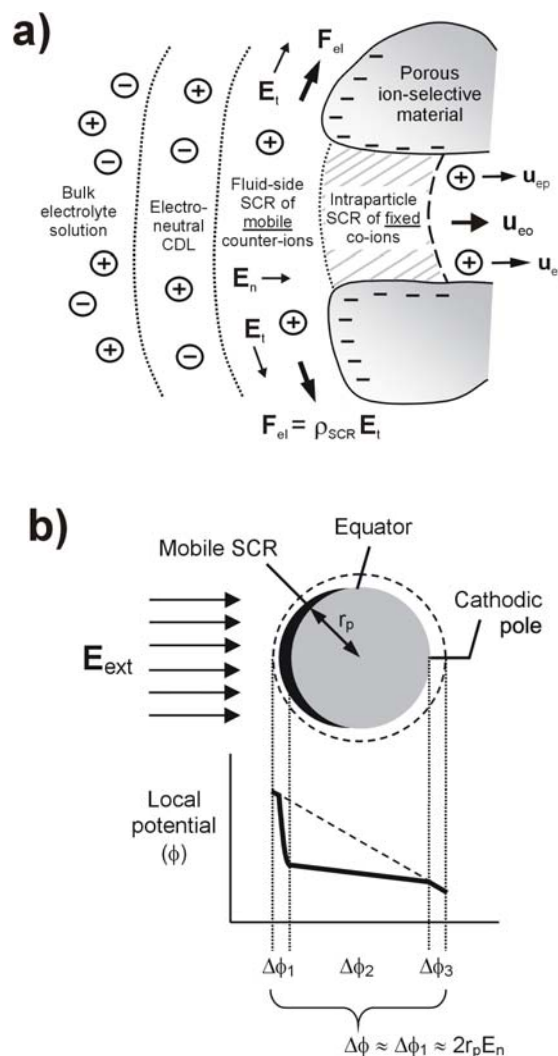 a)
F_el
E_t
Porous
ion-selective
material
Bulk
electrolyte
solution
Electro-
neutral
CDL
Fluid-side
SCR of
mobile
counter-ions
Intraparticle
SCR of fixed
co-ions
u_ep
u_eo
u_e
E_n
E_t
F_el = ρ_SCR E_t
b)
Mobile SCR
Equator
r_p
Cathodic
pole
E_ext
Local
potential
(ϕ)
Δϕ_1
Δϕ_2
Δϕ_3
Δϕ ≈ Δϕ_1 ≈ 2r_pE_n